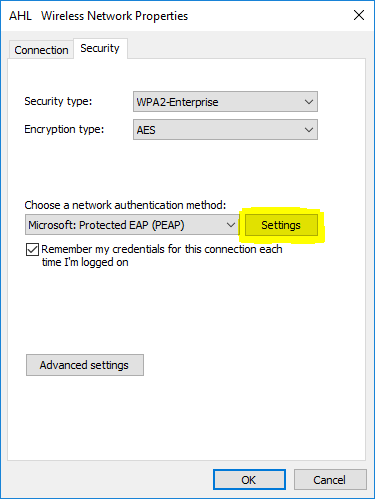 AHL Wireless Network Properties
Connection Security
Security type: WPA2-Enterprise
Encryption type: AES
Choose a network authentication method:
Microsoft: Protected EAP (PEAP) Settings
Remember my credentials for this connection each
time I'm logged on
Advanced settings
OK Cancel